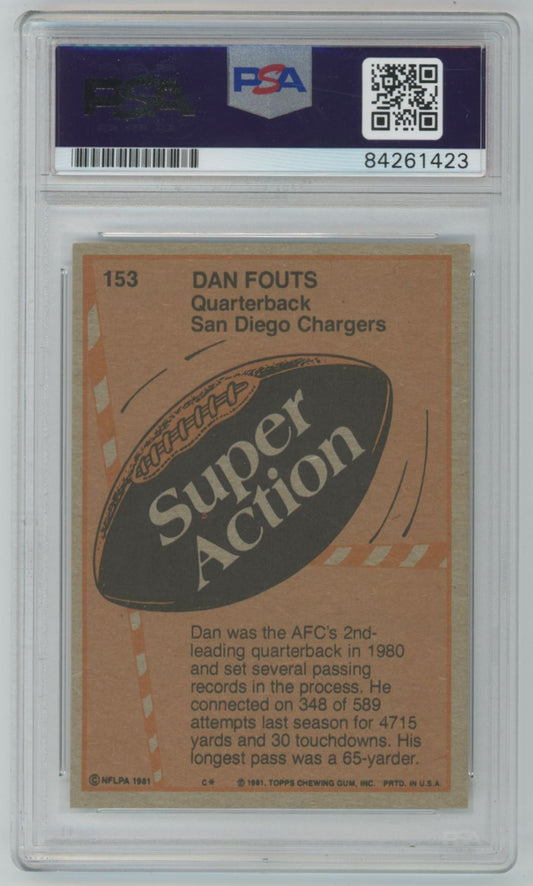 PSA
PSA
84261423
153
DAN FOUTS
Quarterback
San Diego Chargers
Super
Action
Dan was the AFC's 2nd-
leading quarterback in 1980
and set several passing
records in the process. He
connected on 348 of 589
attempts last season for 4715
yards and 30 touchdowns. His
longest pass was a 65-yarder.
© NFLPA 1981 C* © 1981, TOPPS CHEWING GUM, INC. PRTD. IN U.S.A.
PSA